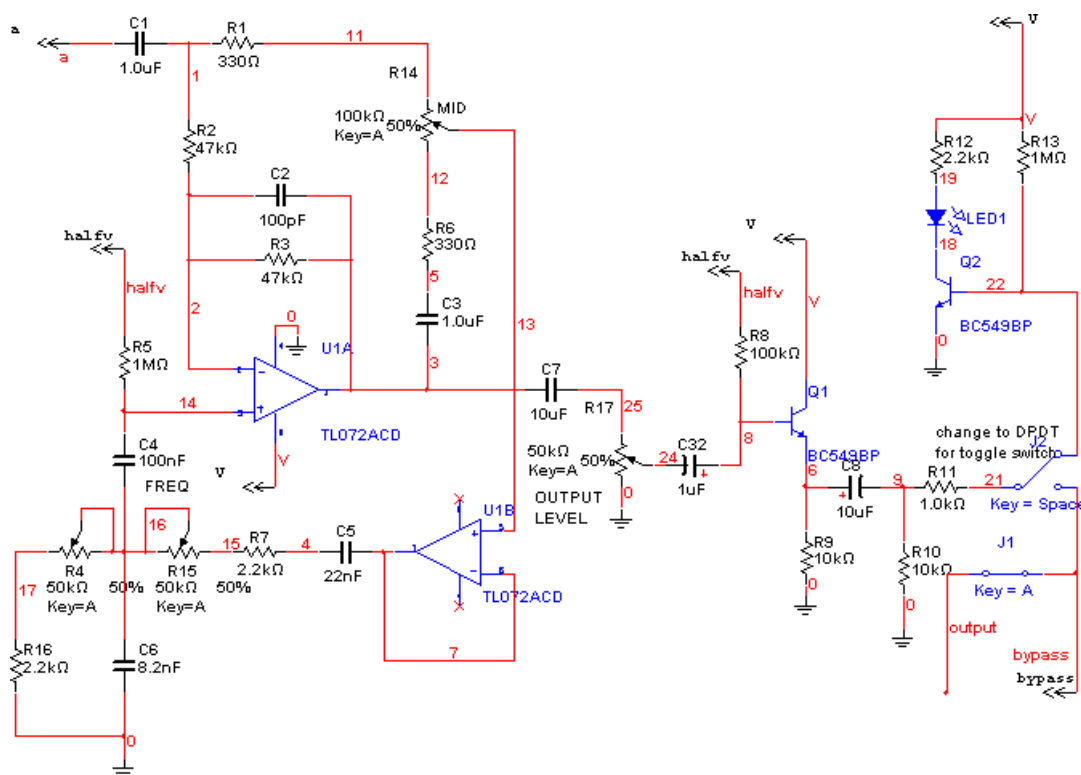 a
a
C1
1.0uF
R1
330Ω
11
1
R14
MID
100kΩ
Key=A
50%
R2
47kΩ
C2
100pF
R3
47kΩ
12
R6
330Ω
5
C3
1.0uF
halfv
halfv
2
0
4
U1A
3
13
R5
1MΩ
14
2
3
1
8
TL072ACD
V
V
C4
100nF
FREQ
16
R4
50kΩ
Key=A
50%
R15
50kΩ
Key=A
50%
15
R7
2.2kΩ
4
C5
22nF
U1B
TL072ACD
7
17
R16
2.2kΩ
C6
8.2nF
0
C7
10uF
R17
25
50kΩ
Key=A
50%
OUTPUT
LEVEL
0
24
C32
1uF
+
halfv
halfv
R8
100kΩ
8
V
V
Q1
BC549BP
6
C8
10uF
+
9
R9
10kΩ
0
R10
10kΩ
0
R11
1.0kΩ
21
V
V
R12
2.2kΩ
R13
1MΩ
19
LED1
18
Q2
22
BC549BP
0
change to DPDT
for toggle switch
J2
Key = Space
J1
Key = A
output
bypass
bypass